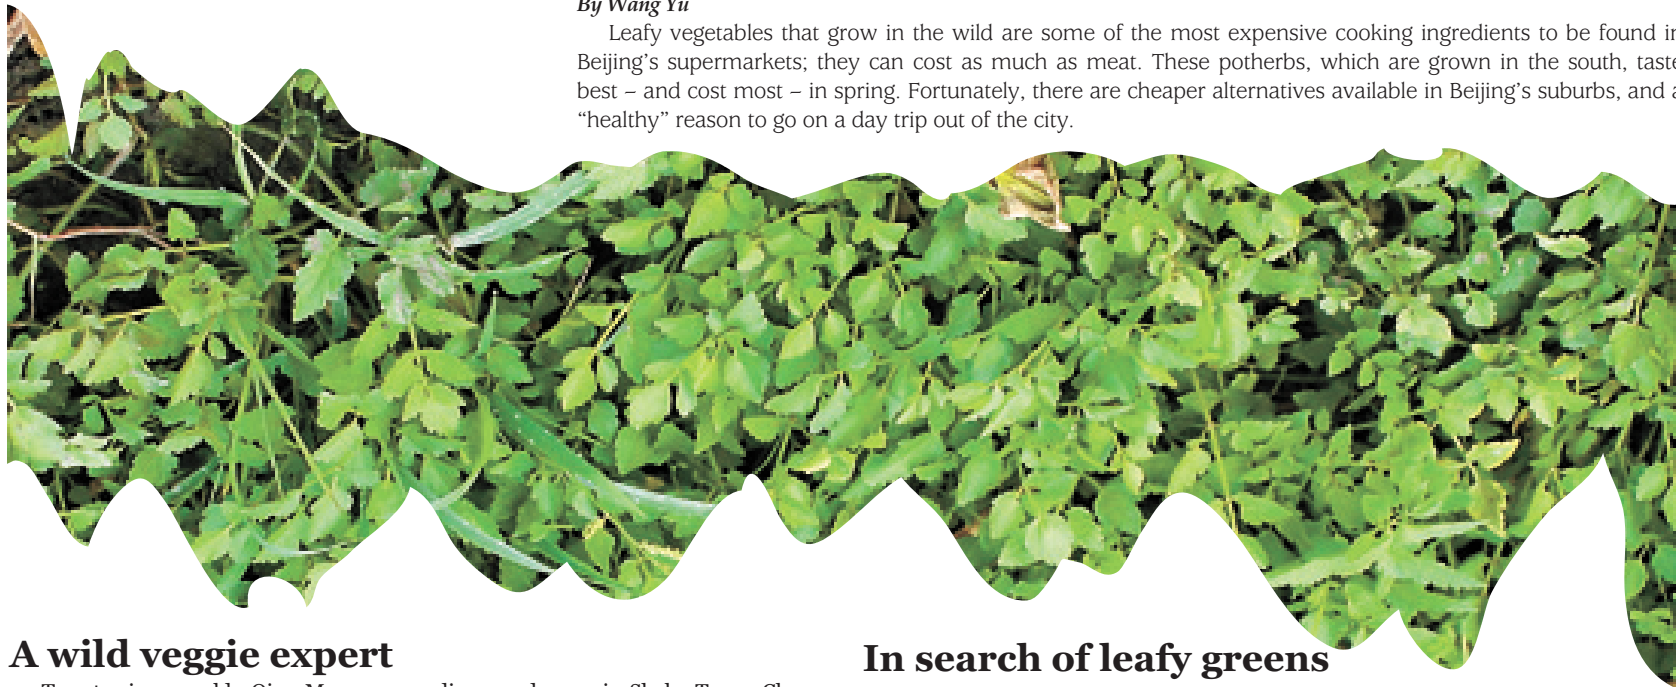 By Wang Yu
Leafy vegetables that grow in the wild are some of the most expensive cooking ingredients to be found in
Beijing’s supermarkets; they can cost as much as meat. These potherbs, which are grown in the south, taste
best – and cost most – in spring. Fortunately, there are cheaper alternatives available in Beijing’s suburbs, and a
“healthy” reason to go on a day trip out of the city.
A wild veggie expert
In search of leafy greens